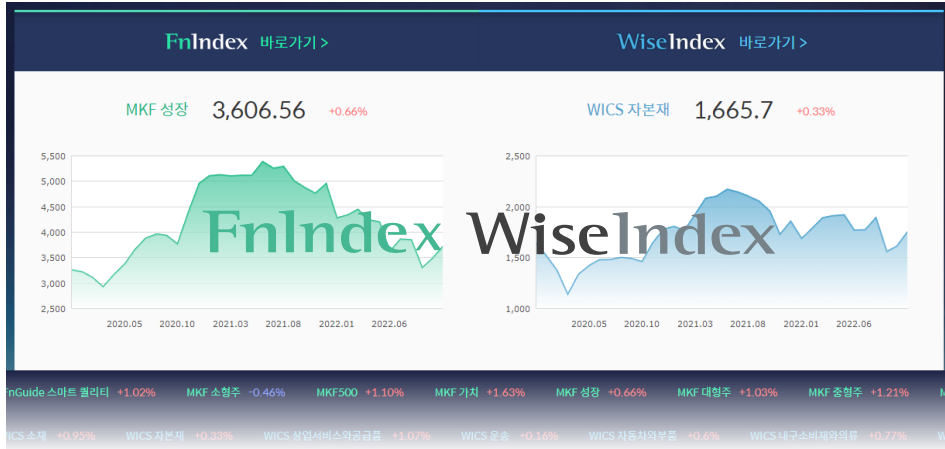 FnIndex 바로가기 > WiseIndex 바로가기 >
MKF 성장 3,606.56 +0.66% WICS 자본재 1,665.7 +0.33%
5,500
5,000
4,500
4,000
3,500
3,000
2,500
2020.05 2020.10 2021.03 2021.08 2022.01 2022.06
FnIndex
2,500
2,000
1,500
1,000
2020.05 2020.10 2021.03 2021.08 2022.01 2022.06
WiseIndex
FnGuide 스마트 퀄리티 +1.02% MKF 소형주 -0.46% MKF500 +1.10% MKF 가치 +1.63% MKF 성장 +0.66% MKF 대형주 +1.03% MKF 중형주 +1.21%
WICS 소재 +0.95% WICS 자본재 +0.33% WICS 상업서비스와공급품 +1.07% WICS 운송 +0.16% WICS 자동차와부품 +0.6% WICS 내구소비재와의류 +0.77%